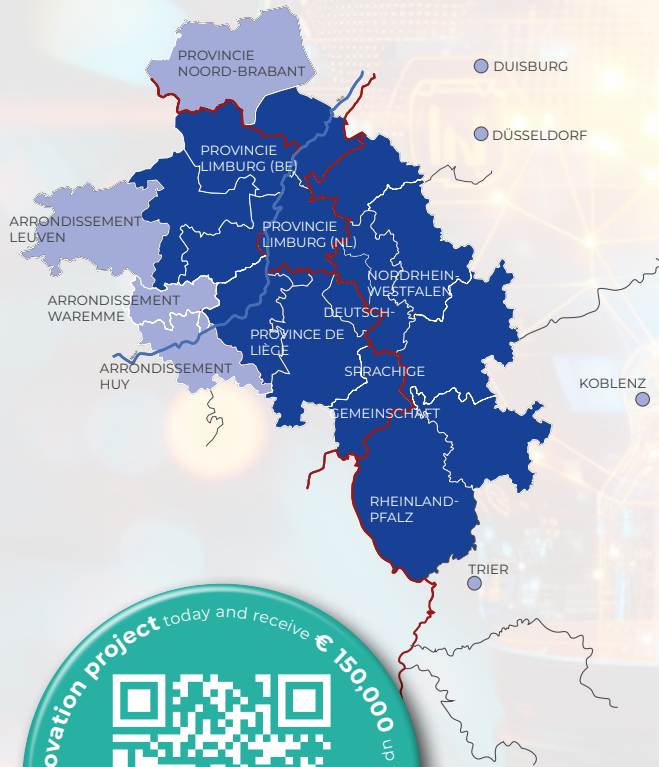 PROVINCIE
NOORD-BRABANT
DUISBURG
DÜSSELDORF
PROVINCIE
LIMBURG (BE)
ARRONDISSEMENT
LEUVEN
PROVINCIE
LIMBURG (NL)
NORDRHEIN-
WESTFALEN
ARRONDISSEMENT
WAREMME
DEUTSCH-
PROVINCE DE
LIÈGE
ARRONDISSEMENT
HUY
SPRACHIGE
KOBLENZ
GEMEINSCHAFT
RHEINLAND-
PFALZ
TRIER
ovation project today and receive € 150,000 up